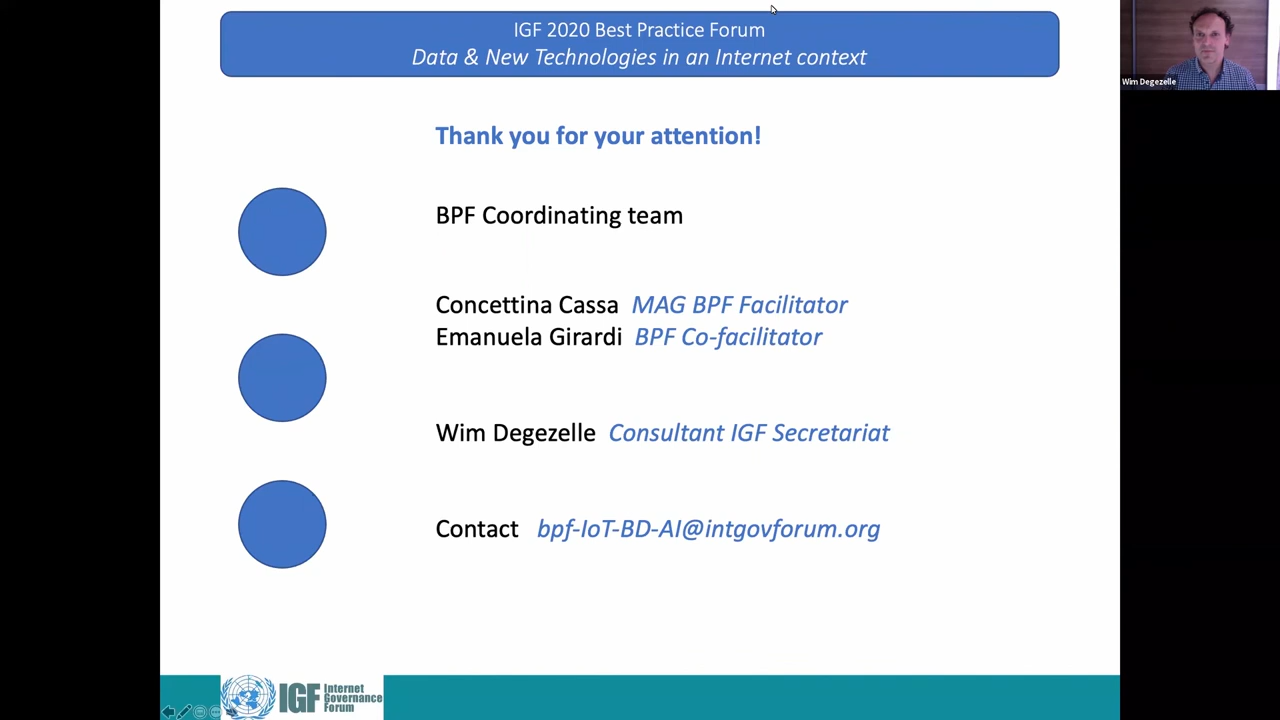 IGF 2020 Best Practice Forum
Data & New Technologies in an Internet context
Wim Degezelle
Thank you for your attention!
BPF Coordinating team
Concettina Cassa MAG BPF Facilitator
Emanuela Girardi BPF Co-facilitator
Wim Degezelle Consultant IGF Secretariat
Contact bpf-IoT-BD-AI@intgovforum.org
IGF Internet
Governance
Forum